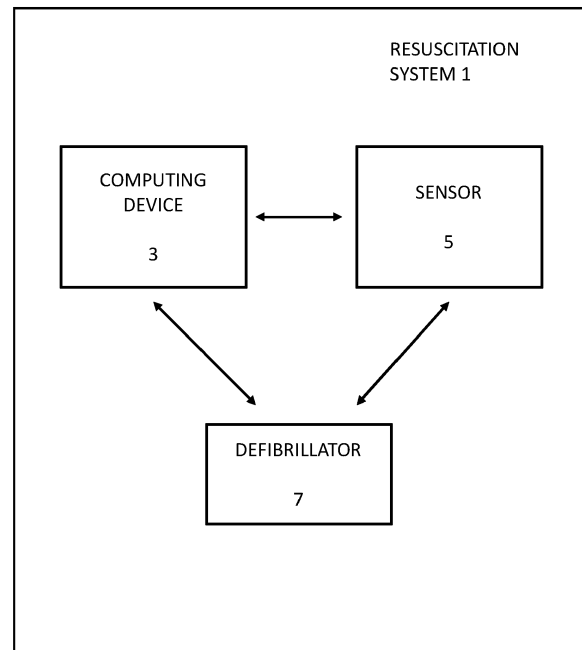 RESUSCITATION
SYSTEM 1
COMPUTING
DEVICE
3
SENSOR
5
DEFIBRILLATOR
7